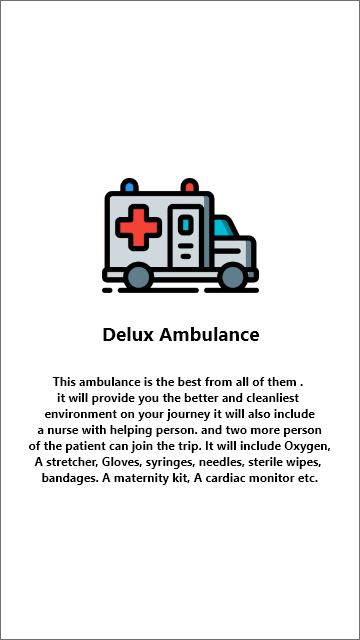 Delux Ambulance
This ambulance is the best from all of them .
it will provide you the better and cleanliest
environment on your journey it will also include
a nurse with helping person. and two more person
of the patient can join the trip. It will include Oxygen,
A stretcher, Gloves, syringes, needles, sterile wipes,
bandages. A maternity kit, A cardiac monitor etc.